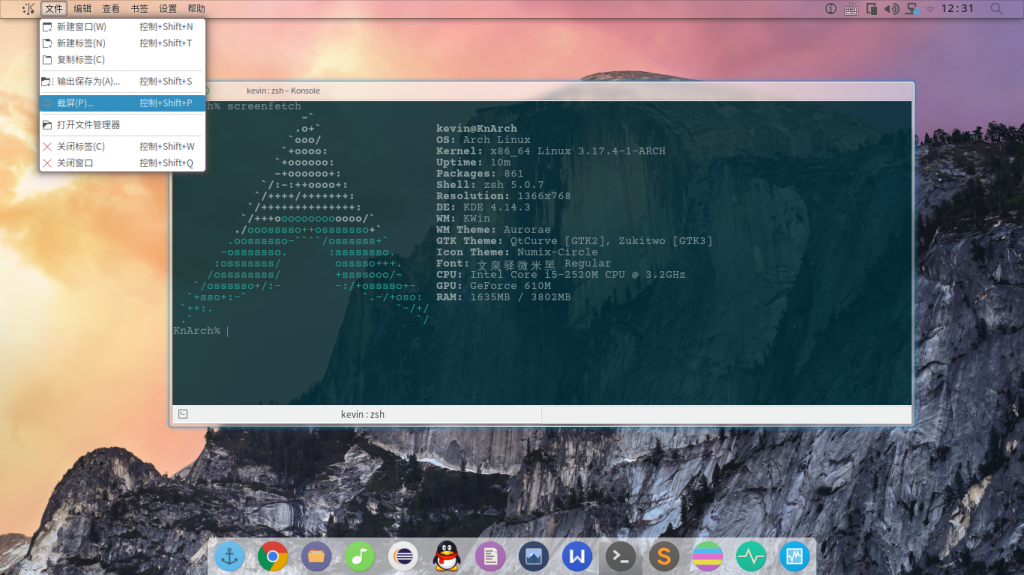 文件 编辑 查看 书签 设置 帮助 12:31
新建窗口(W) 控制+Shift+N
新建标签(N) 控制+Shift+T
复制标签(C)
输出保存为(A)... 控制+Shift+S
截屏(P)... 控制+Shift+P
打开文件管理器
关闭标签(C) 控制+Shift+W
关闭窗口 控制+Shift+Q
kevin : zsh – Konsole
% screenfetch
kevin@KnArch
OS: Arch Linux
Kernel: x86_64 Linux 3.17.4-1-ARCH
Uptime: 10m
Packages: 861
Shell: zsh 5.0.7
Resolution: 1366x768
DE: KDE 4.14.3
WM: KWin
WM Theme: Aurorae
GTK Theme: QtCurve [GTK2], Zukitwo [GTK3]
Icon Theme: Numix-Circle
Font: 文泉驿微米黑 Regular
CPU: Intel Core i5-2520M CPU @ 3.2GHz
GPU: GeForce 610M
RAM: 1635MB / 3802MB
KnArch%
kevin : zsh